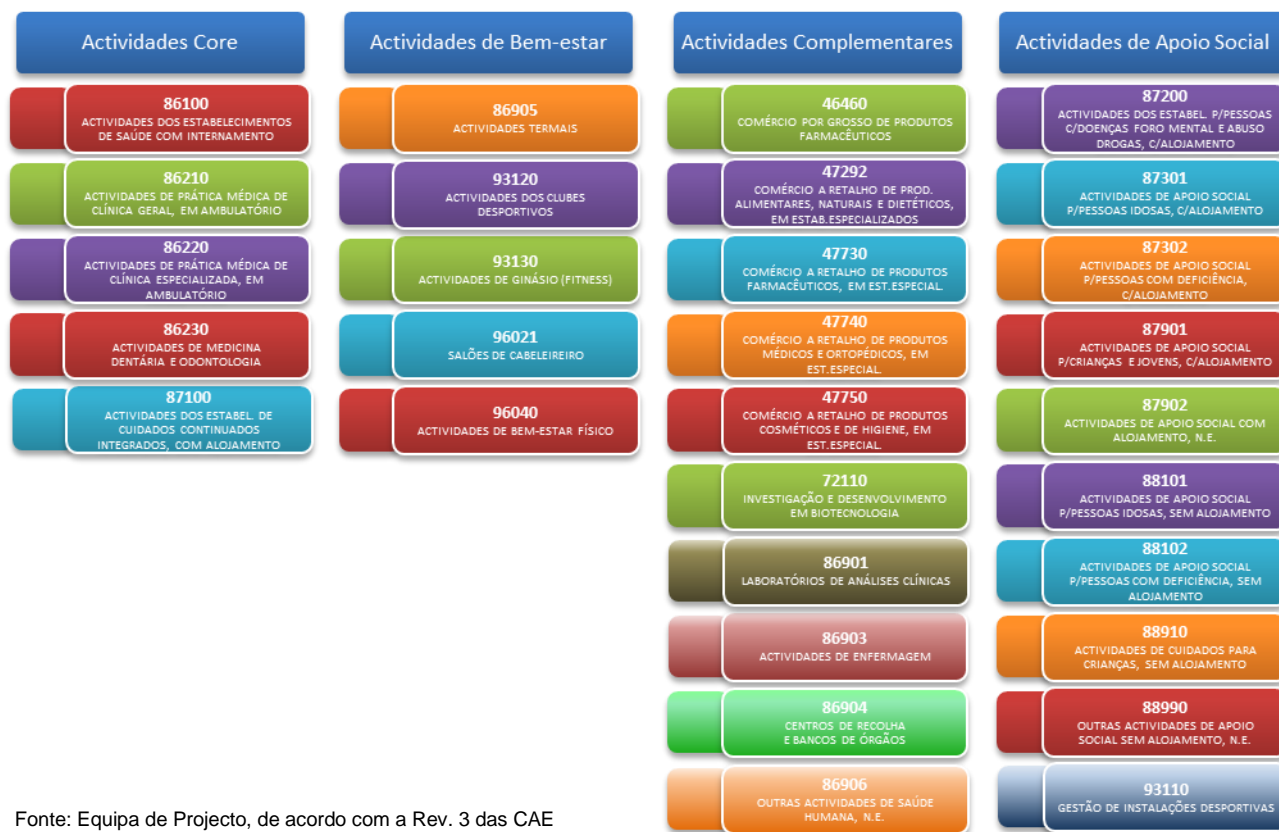 Actividades Core
86100
ACTIVIDADES DOS ESTABELECIMENTOS
DE SAÚDE COM INTERNAMENTO
86210
ACTIVIDADES DE PRÁTICA MÉDICA DE
CLÍNICA GERAL, EM AMBULATÓRIO
86220
ACTIVIDADES DE PRÁTICA MÉDICA DE
CLÍNICA ESPECIALIZADA, EM
AMBULATÓRIO
86230
ACTIVIDADES DE MEDICINA
DENTÁRIA E ODONTOLOGIA
87100
ACTIVIDADES DOS ESTABEL. DE
CUIDADOS CONTINUADOS
INTEGRADOS, COM ALOJAMENTO
Actividades de Bem-estar
86905
ACTIVIDADES TERMAIS
93120
ACTIVIDADES DOS CLUBES
DESPORTIVOS
93130
ACTIVIDADES DE GINÁSIO (FITNESS)
96021
SALÕES DE CABELEIREIRO
96040
ACTIVIDADES DE BEM-ESTAR FÍSICO
Actividades Complementares
46460
COMÉRCIO POR GROSSO DE PRODUTOS
FARMACÊUTICOS
47292
COMÉRCIO A RETALHO DE PROD.
ALIMENTARES, NATURAIS E DIETÉTICOS,
EM ESTAB.ESPECIALIZADOS
47730
COMÉRCIO A RETALHO DE PRODUTOS
FARMACÊUTICOS, EM EST.ESPECIAL.
47740
COMÉRCIO A RETALHO DE PRODUTOS
MÉDICOS E ORTOPÉDICOS, EM
EST.ESPECIAL.
47750
COMÉRCIO A RETALHO DE PRODUTOS
COSMÉTICOS E DE HIGIENE, EM
EST.ESPECIAL.
72110
INVESTIGAÇÃO E DESENVOLVIMENTO
EM BIOTECNOLOGIA
86901
LABORATÓRIOS DE ANÁLISES CLÍNICAS
86903
ACTIVIDADES DE ENFERMAGEM
86904
CENTROS DE RECOLHA
E BANCOS DE ÓRGÃOS
86906
OUTRAS ACTIVIDADES DE SAÚDE
HUMANA, N.E.
Actividades de Apoio Social
87200
ACTIVIDADES DOS ESTABEL. P/PESSOAS
C/DOENÇAS FORO MENTAL E ABUSO
DROGAS, C/ALOJAMENTO
87301
ACTIVIDADES DE APOIO SOCIAL
P/PESSOAS IDOSAS, C/ALOJAMENTO
87302
ACTIVIDADES DE APOIO SOCIAL
P/PESSOAS COM DEFICIÊNCIA,
C/ALOJAMENTO
87901
ACTIVIDADES DE APOIO SOCIAL
P/CRIANÇAS E JOVENS, C/ALOJAMENTO
87902
ACTIVIDADES DE APOIO SOCIAL COM
ALOJAMENTO, N.E.
88101
ACTIVIDADES DE APOIO SOCIAL
P/PESSOAS IDOSAS, SEM ALOJAMENTO
88102
ACTIVIDADES DE APOIO SOCIAL
P/PESSOAS COM DEFICIÊNCIA, SEM
ALOJAMENTO
88910
ACTIVIDADES DE CUIDADOS PARA
CRIANÇAS, SEM ALOJAMENTO
88990
OUTRAS ACTIVIDADES DE APOIO
SOCIAL SEM ALOJAMENTO, N.E.
93110
GESTÃO DE INSTALAÇÕES DESPORTIVAS
Fonte: Equipa de Projecto, de acordo com a Rev. 3 das CAE